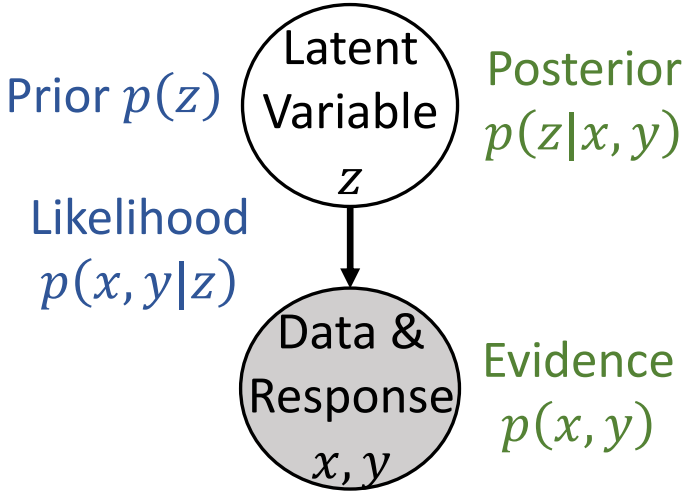 Prior p(z)
Latent
Variable
z
Posterior
p(z|x, y)
Likelihood
p(x, y|z)
Data &
Response
x, y
Evidence
p(x, y)